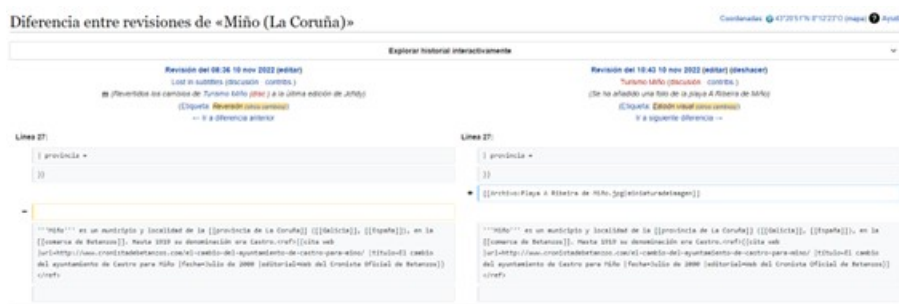 Diferencia entre revisiones de «Miño (La Coruña)»
Coordenadas: 43°20′51″N 8°12′23″O (mapa)
Explorar historial interactivamente
Revisión del 08:36 10 nov 2022 (editar)
Lost in subtitles (discusión · contribs.)
(Revertidos los cambios de Turismo Miño (disc.) a la última edición de Jcfidy)
(Etiqueta: Reversión)
← Ir a diferencia anterior
Revisión del 10:43 10 nov 2022 (editar) (deshacer)
Turismo Miño (discusión · contribs.)
(Se ha añadido una foto de la playa A Ribeira de Miño)
(Etiqueta: Edición visual)
Ir a siguiente diferencia →
Línea 27:
Línea 27:
| provincia =
| provincia =
}}
}}
+ [[Archivo:Playa A Ribeira de Miño.jpg|miniaturadeimagen]]
−
'''Miño''' es un municipio y localidad de la [[provincia de La Coruña]] ([[Galicia]], [[España]]), en la
[[comarca de Betanzos]]. Hasta 1919 su denominación era Castro.<ref>{{cita web
|url=http://www.cronistadebetanzos.com/el-cambio-del-ayuntamiento-de-castro-para-mino/ |título=El cambio
del ayuntamiento de Castro para Miño |fecha=Julio de 2000 |editorial=Web del Cronista Oficial de Betanzos}}
</ref>
'''Miño''' es un municipio y localidad de la [[provincia de La Coruña]] ([[Galicia]], [[España]]), en la
[[comarca de Betanzos]]. Hasta 1919 su denominación era Castro.<ref>{{cita web
|url=http://www.cronistadebetanzos.com/el-cambio-del-ayuntamiento-de-castro-para-mino/ |título=El cambio
del ayuntamiento de Castro para Miño |fecha=Julio de 2000 |editorial=Web del Cronista Oficial de Betanzos}}
</ref>